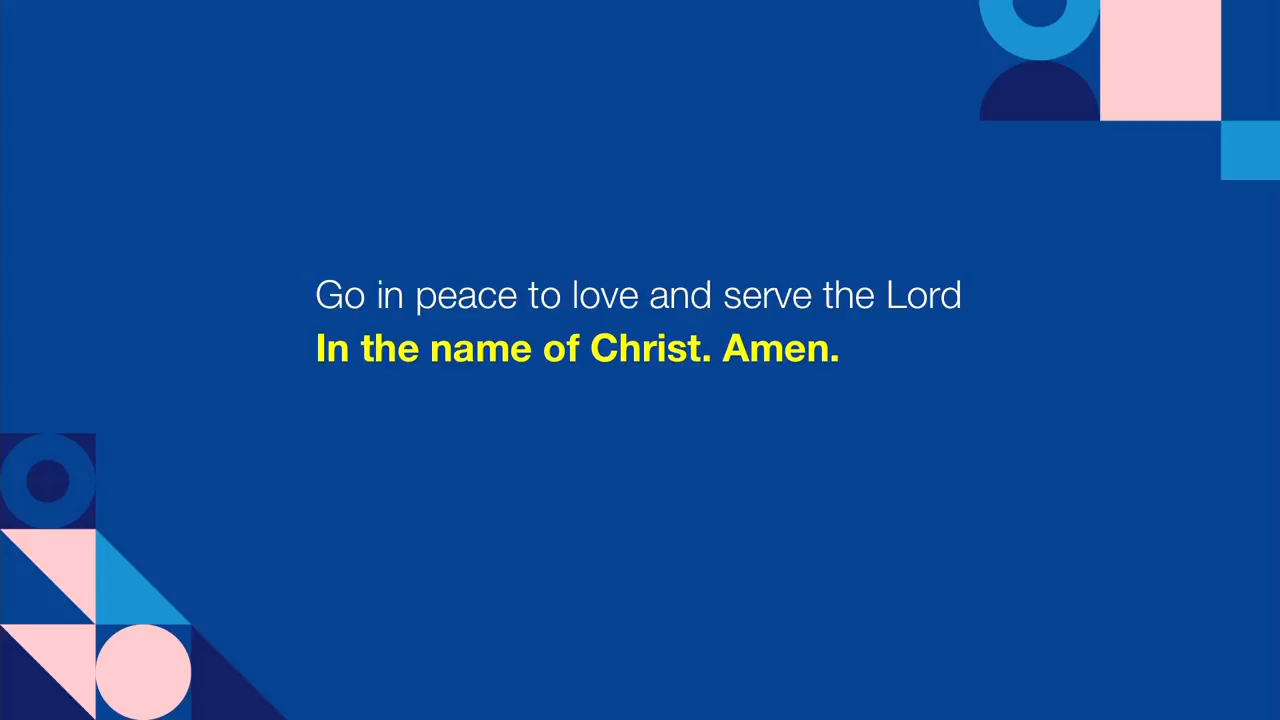 Go in peace to love and serve the Lord
In the name of Christ. Amen.